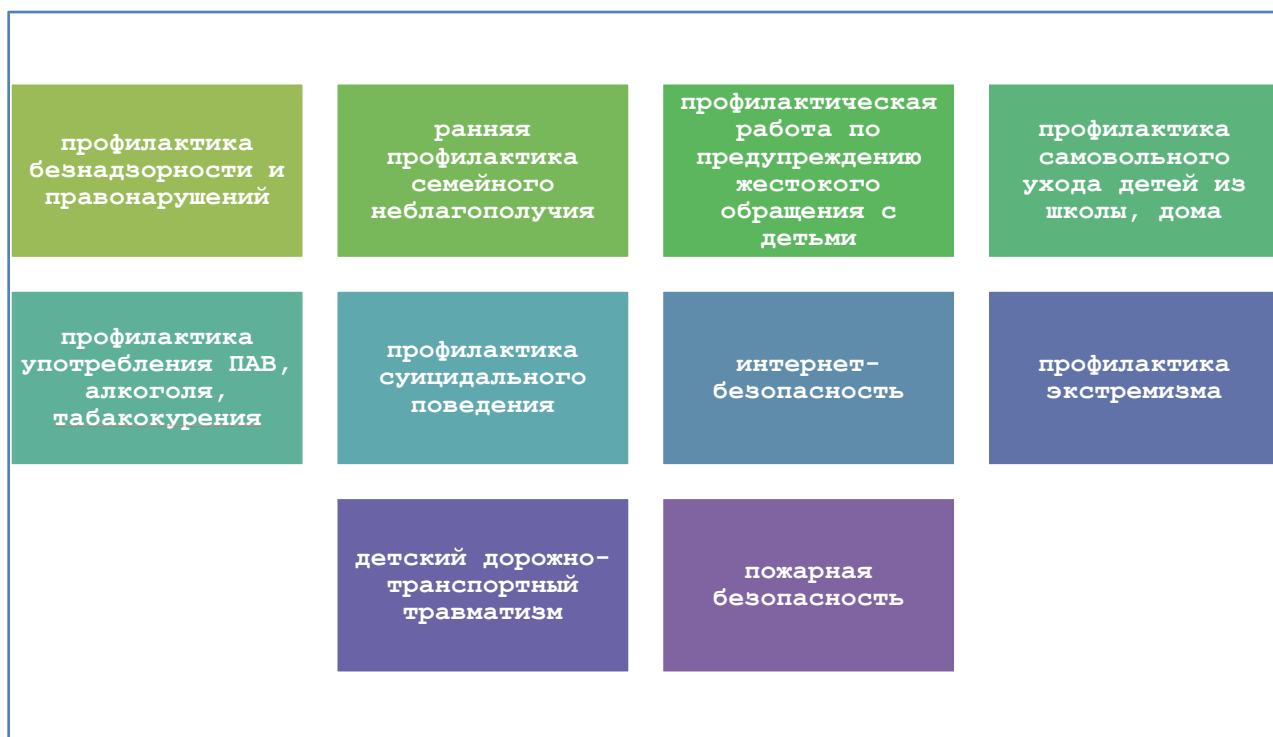 профилактика
безнадзорности и
правонарушений
ранняя
профилактика
семейного
неблагополучия
профилактическая
работа по
предупреждению
жестокого
обращения с
детьми
профилактика
самовольного
ухода детей из
школы, дома
профилактика
употребления ПАВ,
алкоголя,
табакокурения
профилактика
суицидального
поведения
интернет-
безопасность
профилактика
экстремизма
детский дорожно-
транспортный
травматизм
пожарная
безопасность